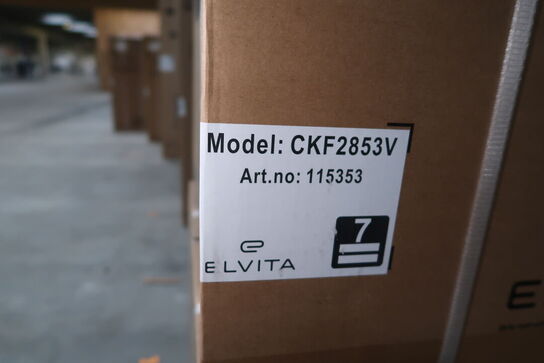 Model: CKF2853V
Art.no: 115353
7
ELVITA
E